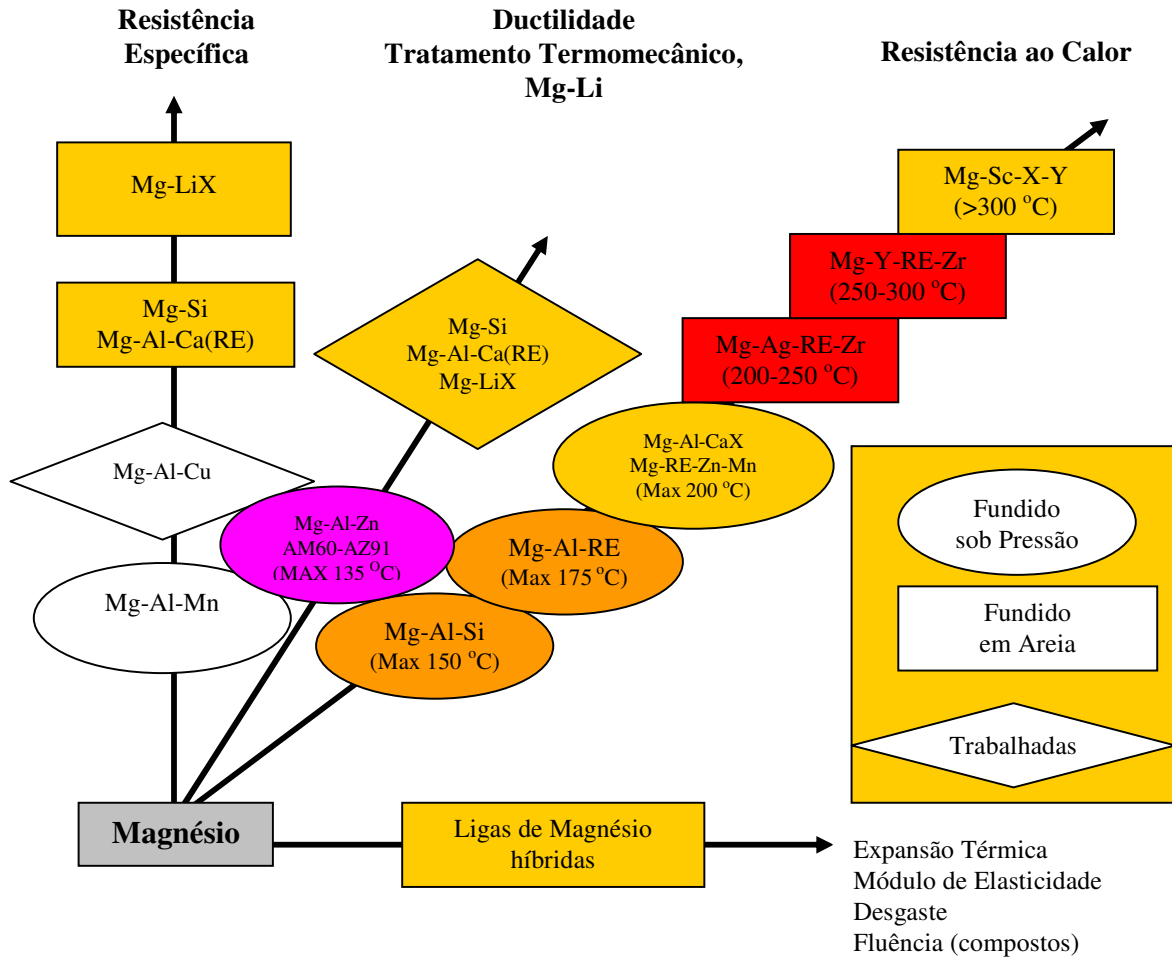 Resistência
Específica
Ductilidade
Tratamento Termomecânico,
Mg-Li
Resistência ao Calor
Mg-LiX
Mg-Si
Mg-Al-Ca(RE)
Mg-Al-Cu
Mg-Al-Mn
Mg-Si
Mg-Al-Ca(RE)
Mg-LiX
Mg-Al-Zn
AM60-AZ91
(MAX 135 °C)
Mg-Sc-X-Y
(>300 °C)
Mg-Y-RE-Zr
(250-300 °C)
Mg-Ag-RE-Zr
(200-250 °C)
Mg-Al-CaX
Mg-RE-Zn-Mn
(Max 200 °C)
Mg-Al-RE
(Max 175 °C)
Mg-Al-Si
(Max 150 °C)
Fundido
sob Pressão
Fundido
em Areia
Trabalhadas
Magnésio
Ligas de Magnésio
híbridas
Expansão Térmica
Módulo de Elasticidade
Desgaste
Fluência (compostos)